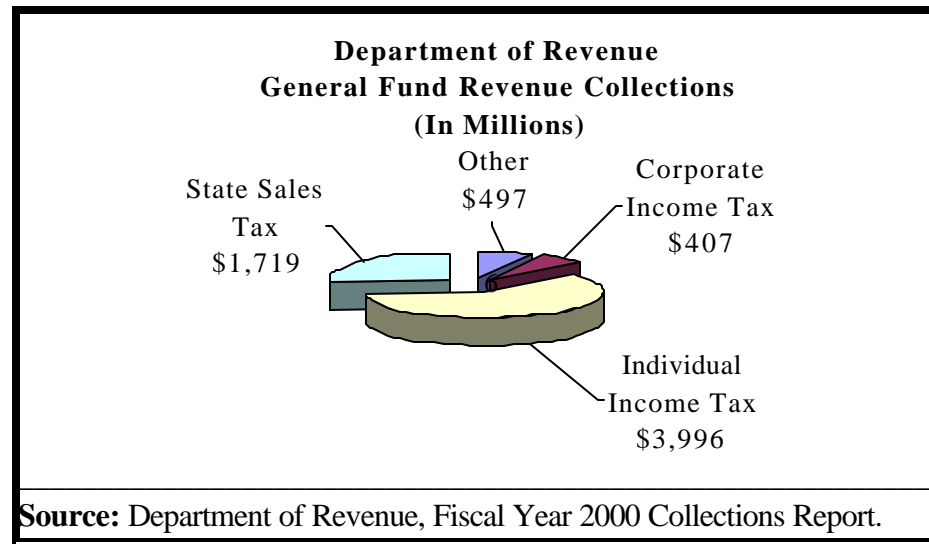 Department of Revenue
General Fund Revenue Collections
(In Millions)
Other
$497
Corporate
Income Tax
$407
State Sales
Tax
$1,719
Individual
Income Tax
$3,996
Source: Department of Revenue, Fiscal Year 2000 Collections Report.